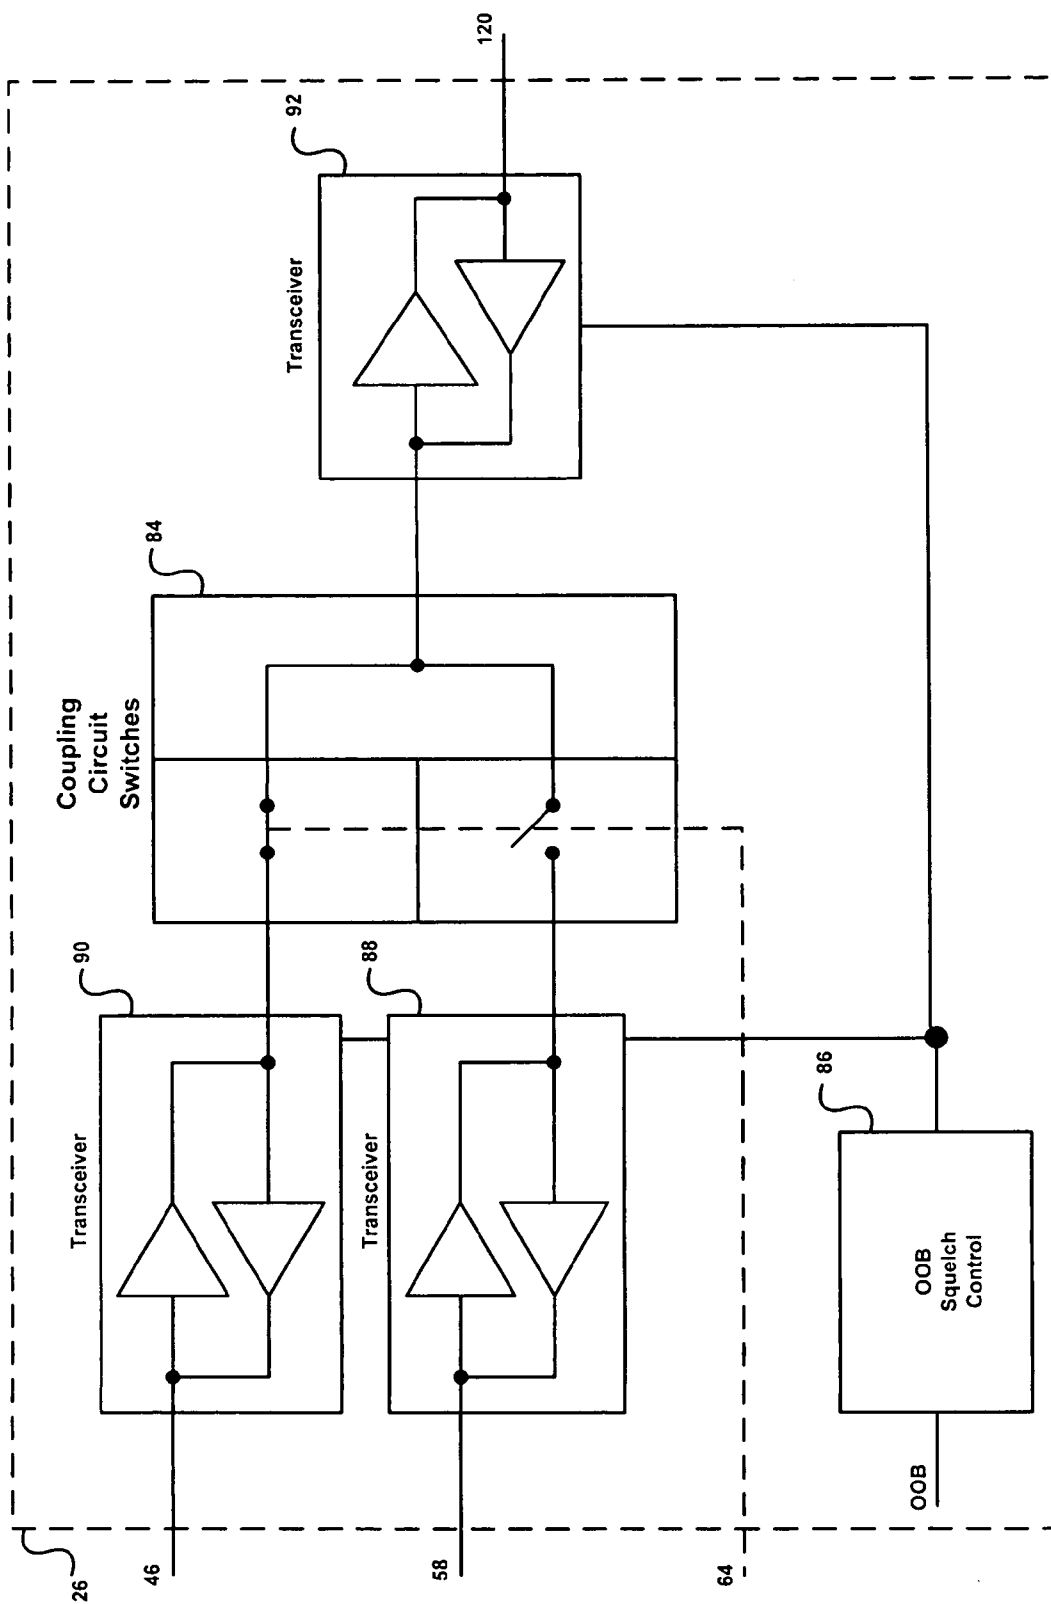 26
46
58
64
Transceiver
90
Transceiver
88
Coupling
Circuit
Switches
84
Transceiver
92
120
OOB
OOB
Squelch
Control
86